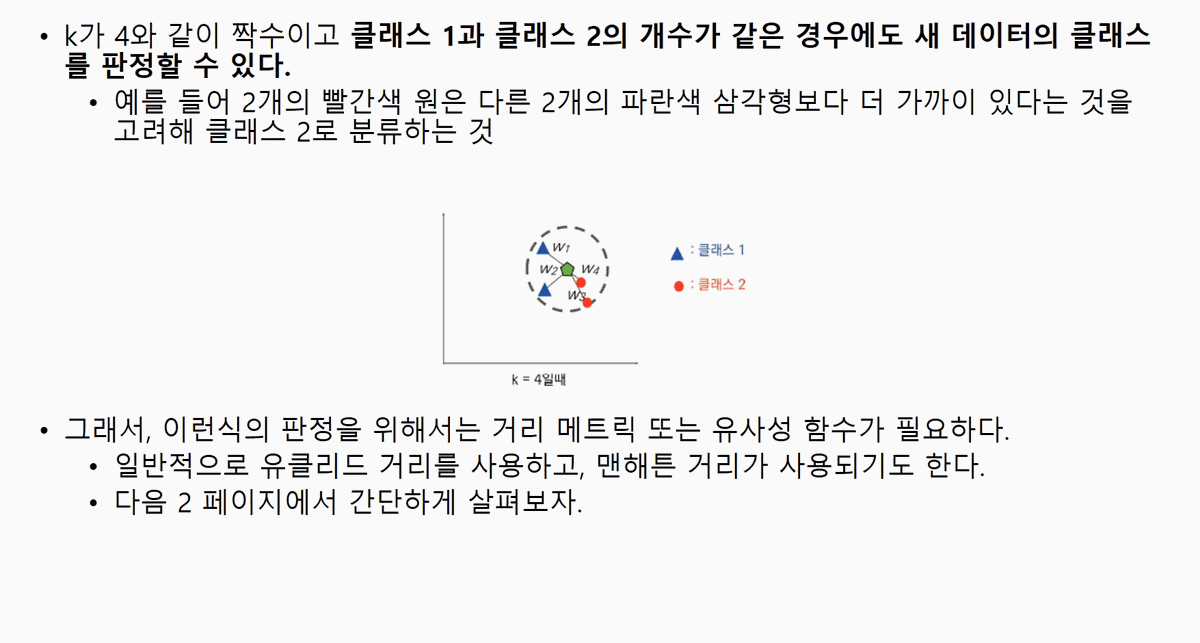 • k가 4와 같이 짝수이고 클래스 1과 클래스 2의 개수가 같은 경우에도 새 데이터의 클래스
를 판정할 수 있다.
• 예를 들어 2개의 빨간색 원은 다른 2개의 파란색 삼각형보다 더 가까이 있다는 것을
고려해 클래스 2로 분류하는 것
W1
: 클래스 1
W2
W4
: 클래스 2
W3
k = 4일때
• 그래서, 이런식의 판정을 위해서는 거리 메트릭 또는 유사성 함수가 필요하다.
• 일반적으로 유클리드 거리를 사용하고, 맨해튼 거리가 사용되기도 한다.
• 다음 2 페이지에서 간단하게 살펴보자.